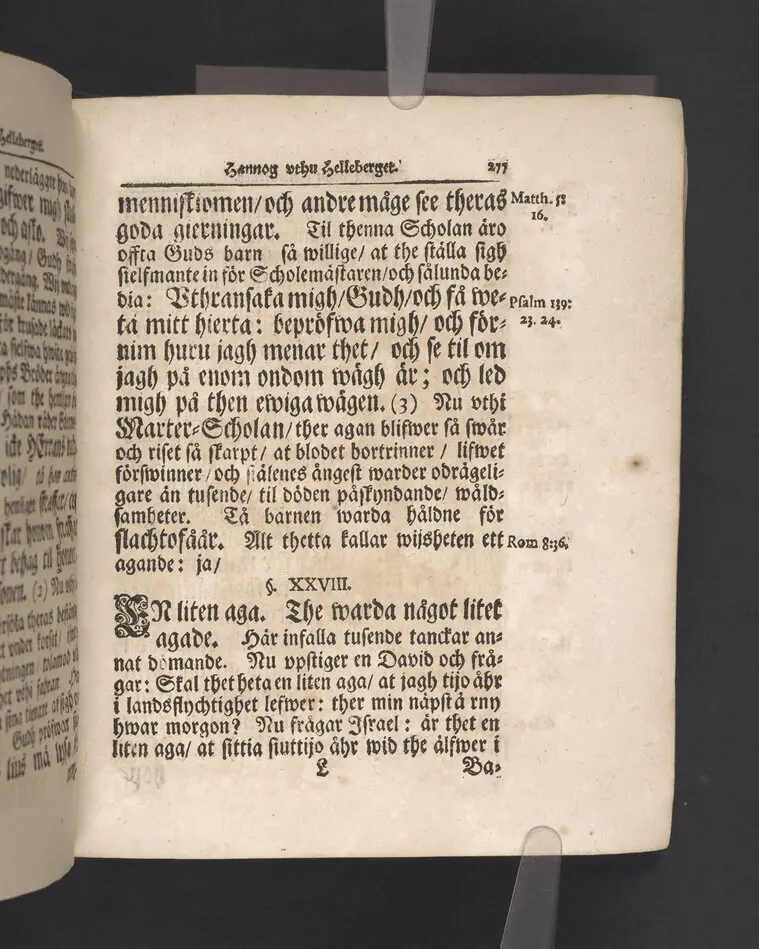 Hannog vthu Helleberget. 277
menniskiomen/ och andre måge see theras Matth. 5:
goda gierningar. Til thenna Scholan äro 16.
offta Guds barn så willige/ at the ställa sigh
sielfmante in för Scholemästaren/ och sålunda be-
dia: Vthransaka migh/ Gudh/ och få we- Psalm 139:
ta mitt hierta: bepröfwa migh/ och för- 23. 24.
nim huru jagh menar thet/ och se til om
jagh på enom ondom wägh är; och led
migh på then ewiga wägen. (3) Nu vthi
Marter-Scholan/ ther agan blifwer så swår
och riset så skarpt/ at blodet bortrinner / lifwet
förswinner/ och siälenes ångest warder odrägeli-
gare än tusende/ til döden påskyndande/ wåld-
samheter. Tå barnen warda håldne för
slachtofåår. Alt thetta kallar wijsheten ett Rom 8:36.
agande: ja/
§. XXVIII.
EN liten aga. The warda något litet
agade. Här infalla tusende tanckar an-
nat dömande. Nu vpstiger en David och frå-
gar: Skal thet heta en liten aga/ at jagh tijo åhr
i landsflychtighet lefwer: ther min näpst ä rny
hwar morgon? Nu frågar Israel: är thet en
liten aga/ at sittia siuttijo åhr wid the älfwer i
L Ba-